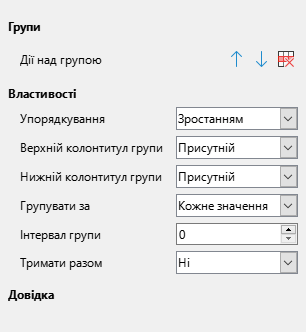 Групи
Дії над групою
Властивості
Упорядкування Зростанням
Верхній колонтитул групи Присутній
Нижній колонтитул групи Присутній
Групувати за Кожне значення
Інтервал групи 0
Тримати разом Ні
Довідка